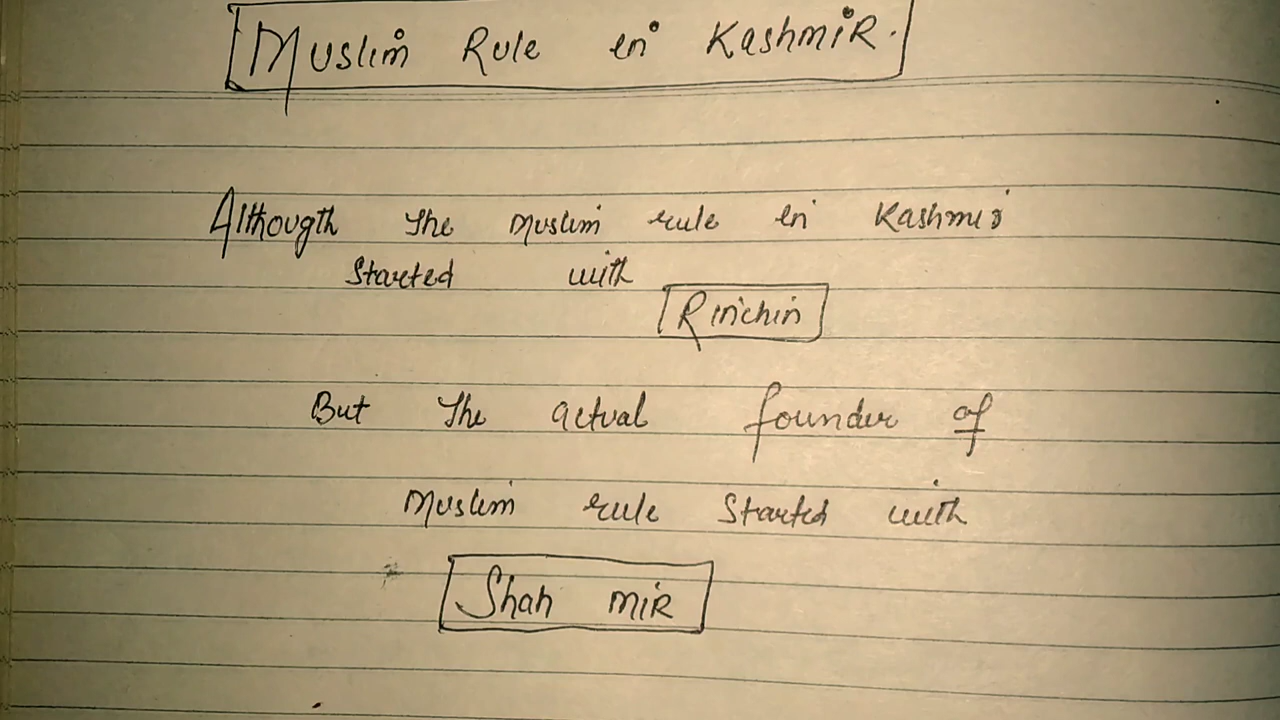 Muslim Rule in Kashmir.
Althougth the Muslim rule in Kashmir
started with
Rinchin
But the actual founder of
Muslim rule started with
Shah mir